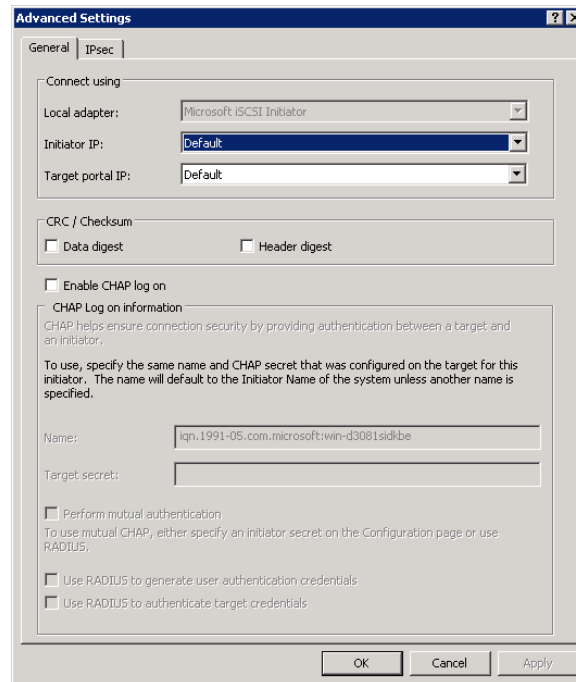 Advanced Settings
General
IPsec
Connect using
Local adapter:
Microsoft iSCSI Initiator
Initiator IP:
Default
Target portal IP:
Default
CRC / Checksum
Data digest
Header digest
Enable CHAP log on
CHAP Log on information
CHAP helps ensure connection security by providing authentication between a target and
an initiator.
To use, specify the same name and CHAP secret that was configured on the target for this
initiator.  The name will default to the Initiator Name of the system unless another name is
specified.
Name:
iqn.1991-05.com.microsoft:win-d3081sidkbe
Target secret:
Perform mutual authentication
To use mutual CHAP, either specify an initiator secret on the Configuration page or use
RADIUS.
Use RADIUS to generate user authentication credentials
Use RADIUS to authenticate target credentials
OK
Cancel
Apply